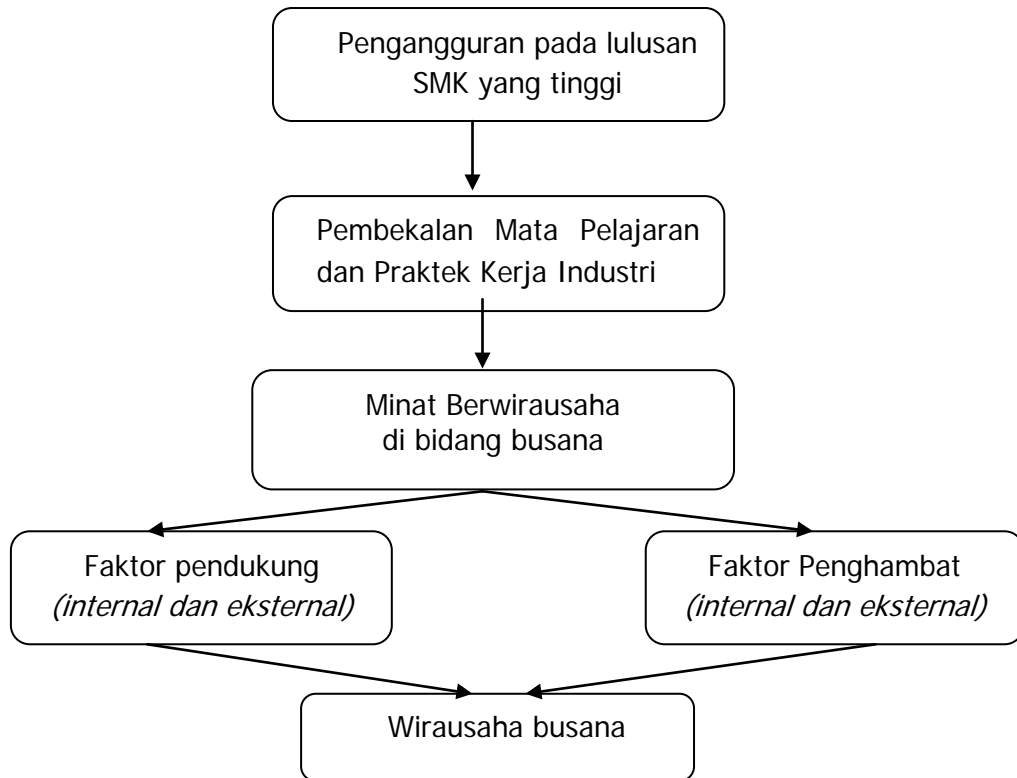 Pengangguran pada lulusan
SMK yang tinggi
Pembekalan Mata Pelajaran
dan Praktek Kerja Industri
Minat Berwirausaha
di bidang busana
Faktor pendukung
(internal dan eksternal)
Faktor Penghambat
(internal dan eksternal)
Wirausaha busana